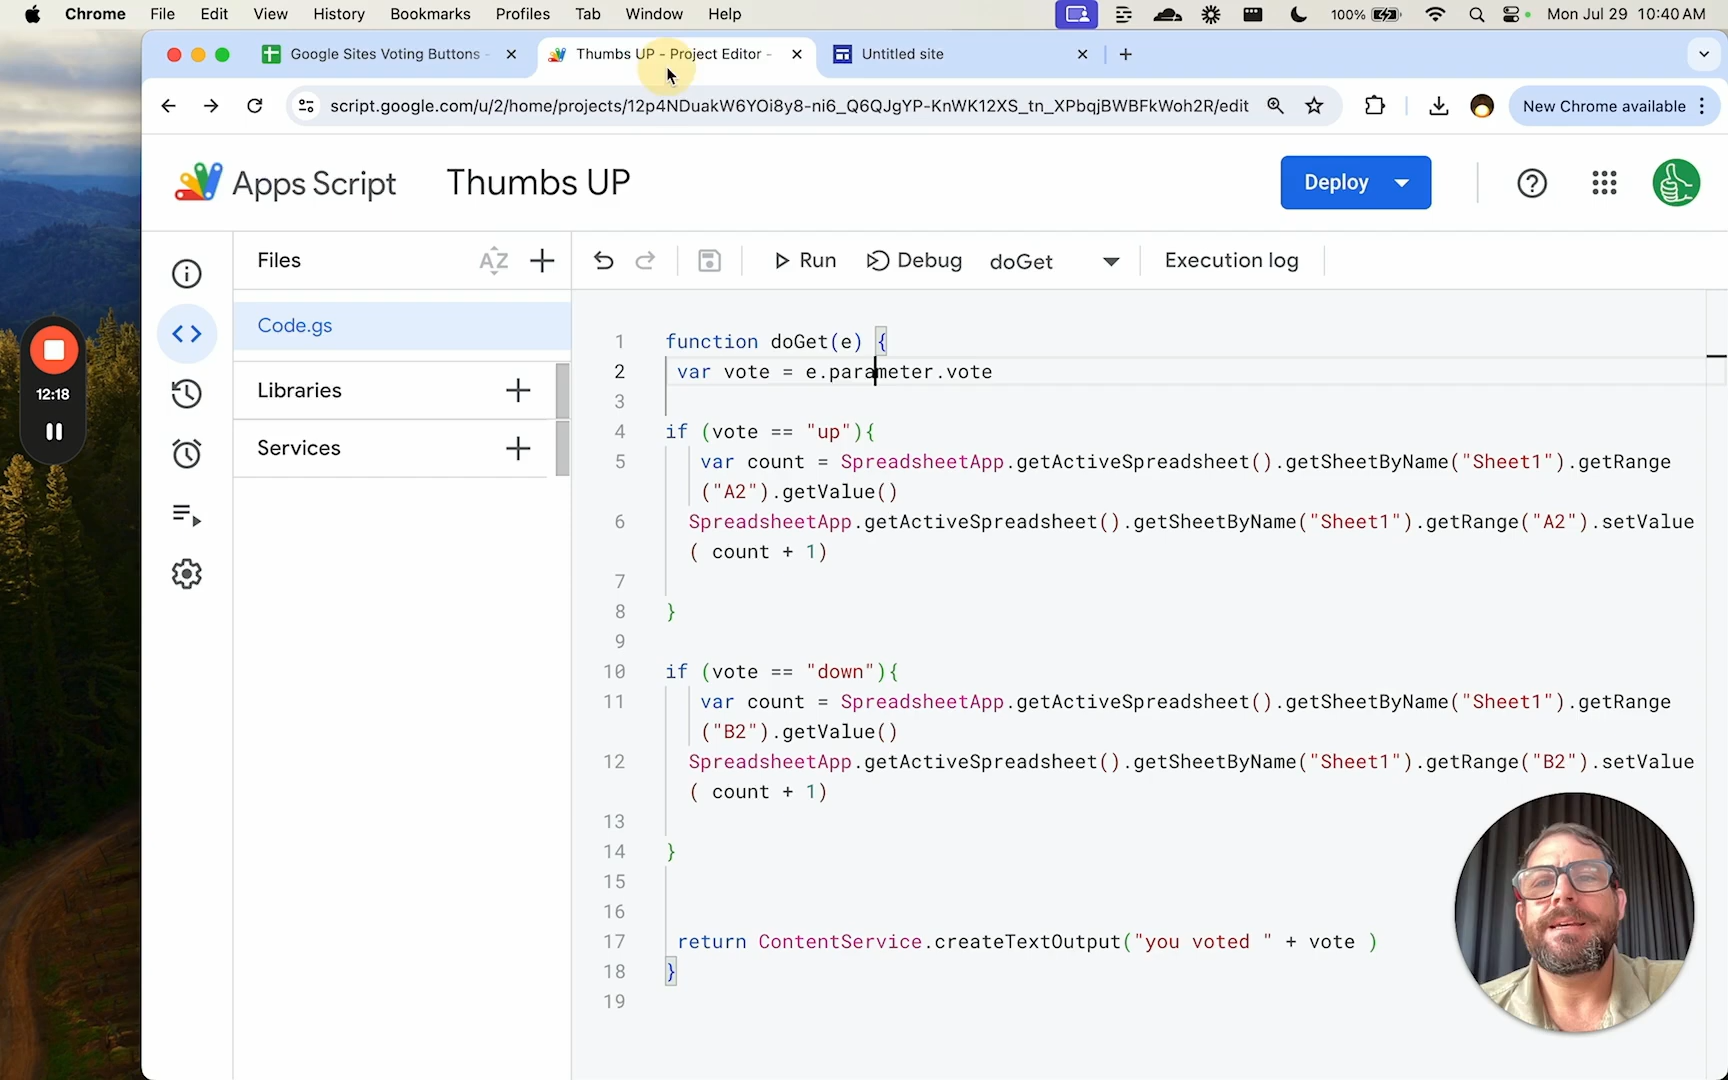 Chrome File Edit View History Bookmarks Profiles Tab Window Help 100% Mon Jul 29 10:40 AM
Google Sites Voting Buttons - Thumbs UP - Project Editor - Untitled site
script.google.com/u/2/home/projects/12p4NDuakW6YOi8y8-ni6_Q6QJgYP-KnWK12XS_tn_XPbqjBWBFkWoh2R/edit New Chrome available
Apps Script Thumbs UP Deploy
Files AZ Run Debug doGet Execution log
Code.gs
Libraries
Services
12:18
1 function doGet(e) {
2 var vote = e.parameter.vote
3
4 if (vote == "up"){
5 var count = SpreadsheetApp.getActiveSpreadsheet().getSheetByName("Sheet1").getRange
("A2").getValue()
6 SpreadsheetApp.getActiveSpreadsheet().getSheetByName("Sheet1").getRange("A2").setValue
( count + 1)
7
8 }
9
10 if (vote == "down"){
11 var count = SpreadsheetApp.getActiveSpreadsheet().getSheetByName("Sheet1").getRange
("B2").getValue()
12 SpreadsheetApp.getActiveSpreadsheet().getSheetByName("Sheet1").getRange("B2").setValue
( count + 1)
13
14 }
15
16
17 return ContentService.createTextOutput("you voted " + vote )
18 }
19